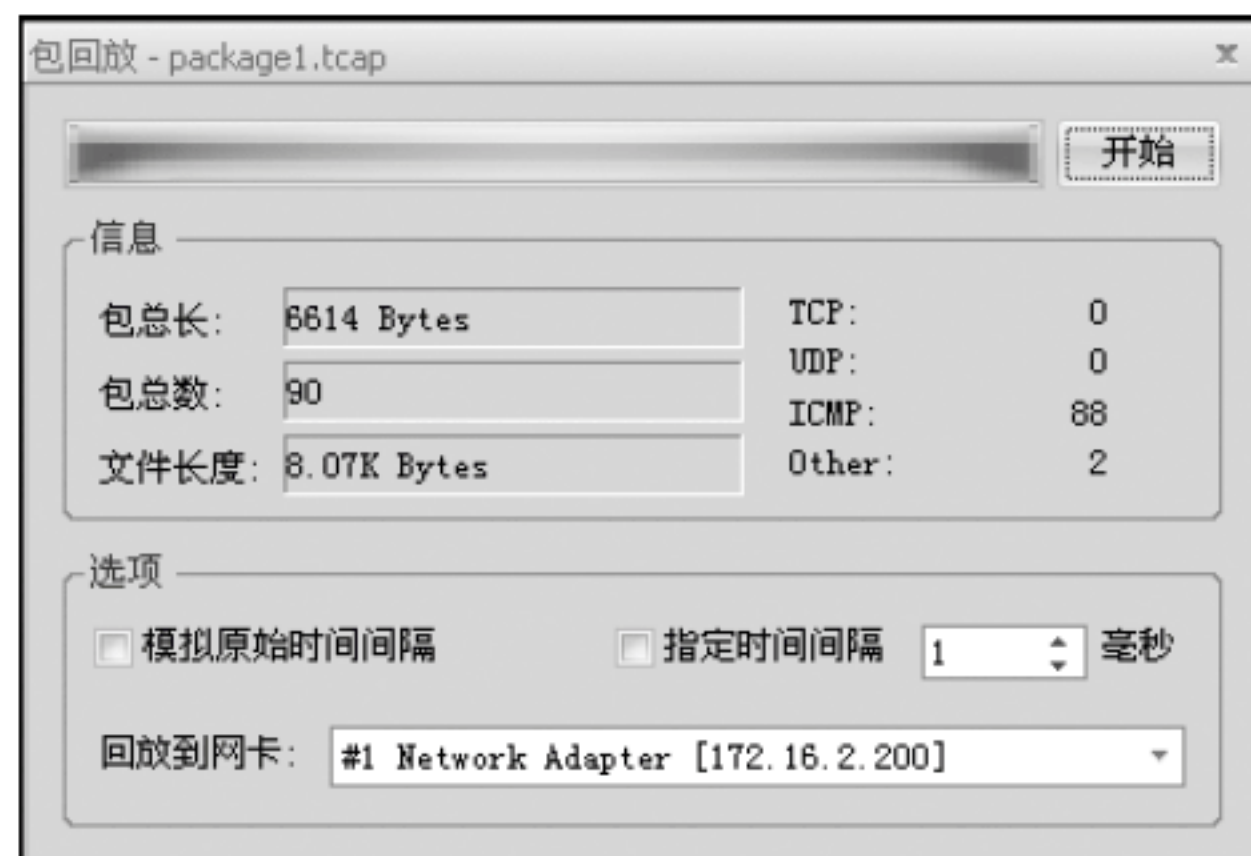 包回放 - package1.tcap x
开始
信息
包总长: 6614 Bytes
包总数: 90
文件长度: 8.07K Bytes
TCP: 0
UDP: 0
ICMP: 88
Other: 2
选项
模拟原始时间间隔 指定时间间隔 1 毫秒
回放到网卡: #1 Network Adapter [172.16.2.200]